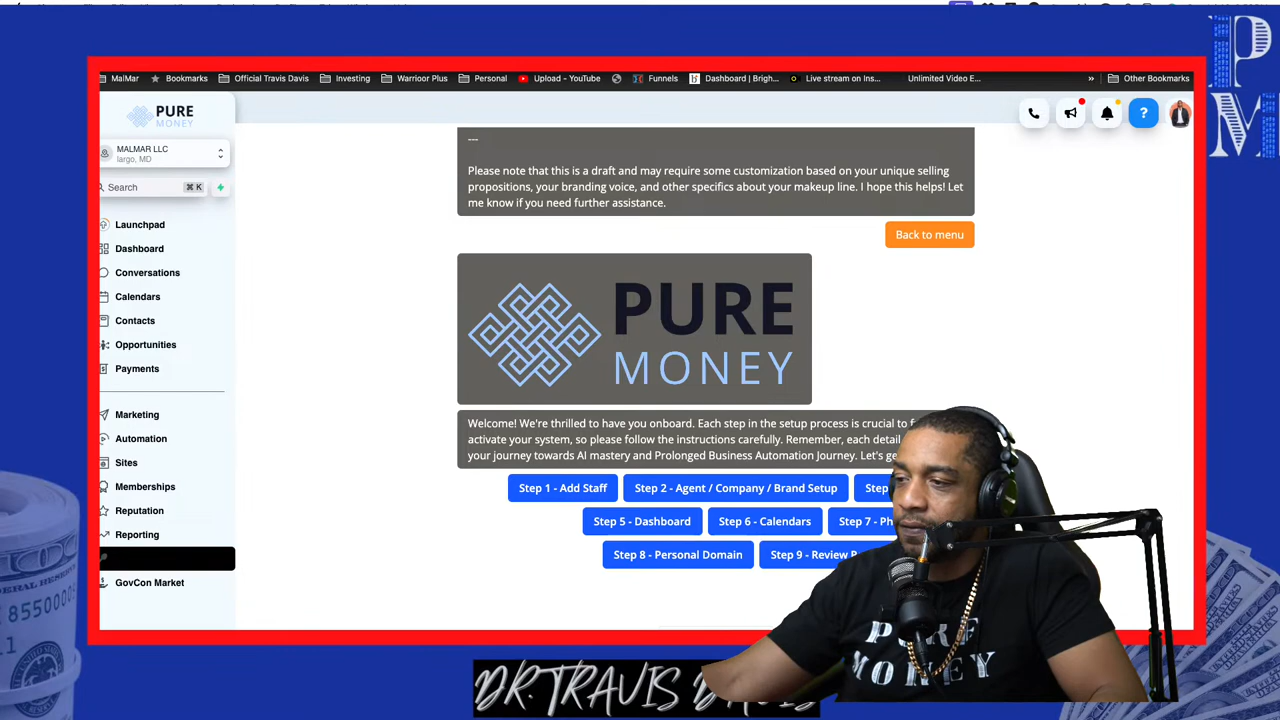 MalMar
Bookmarks
Official Travis Davis
Investing
Warrioor Plus
Personal
Upload - YouTube
Funnels
Dashboard | Brigh...
Live stream on Ins...
Unlimited Video E...
»
Other Bookmarks
PURE
MONEY
MALMAR LLC
largo, MD
Search
⌘ K
Launchpad
Dashboard
Conversations
Calendars
Contacts
Opportunities
Payments
Marketing
Automation
Sites
Memberships
Reputation
Reporting
GovCon Market
?
---
Please note that this is a draft and may require some customization based on your unique selling
propositions, your branding voice, and other specifics about your makeup line. I hope this helps! Let
me know if you need further assistance.
Back to menu
PURE
MONEY
Welcome! We're thrilled to have you onboard. Each step in the setup process is crucial to
activate your system, so please follow the instructions carefully. Remember, each
your journey towards AI mastery and Prolonged Business Automation Journey. Let's
Step 1 - Add Staff
Step 2 - Agent / Company / Brand Setup
Step 5 - Dashboard
Step 6 - Calendars
Step 7 -
Step 8 - Personal Domain
Step 9 - Review
PURE
MONEY
P
M
DR. TRAVIS